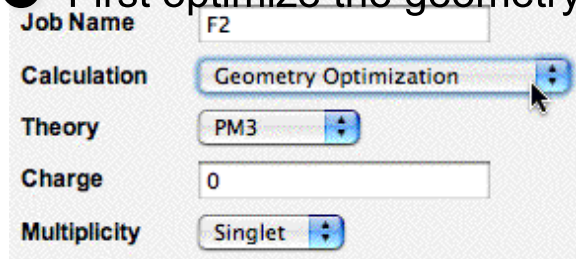 First optimize the geometry
Job Name F2
Calculation Geometry Optimization
Theory PM3
Charge 0
Multiplicity Singlet